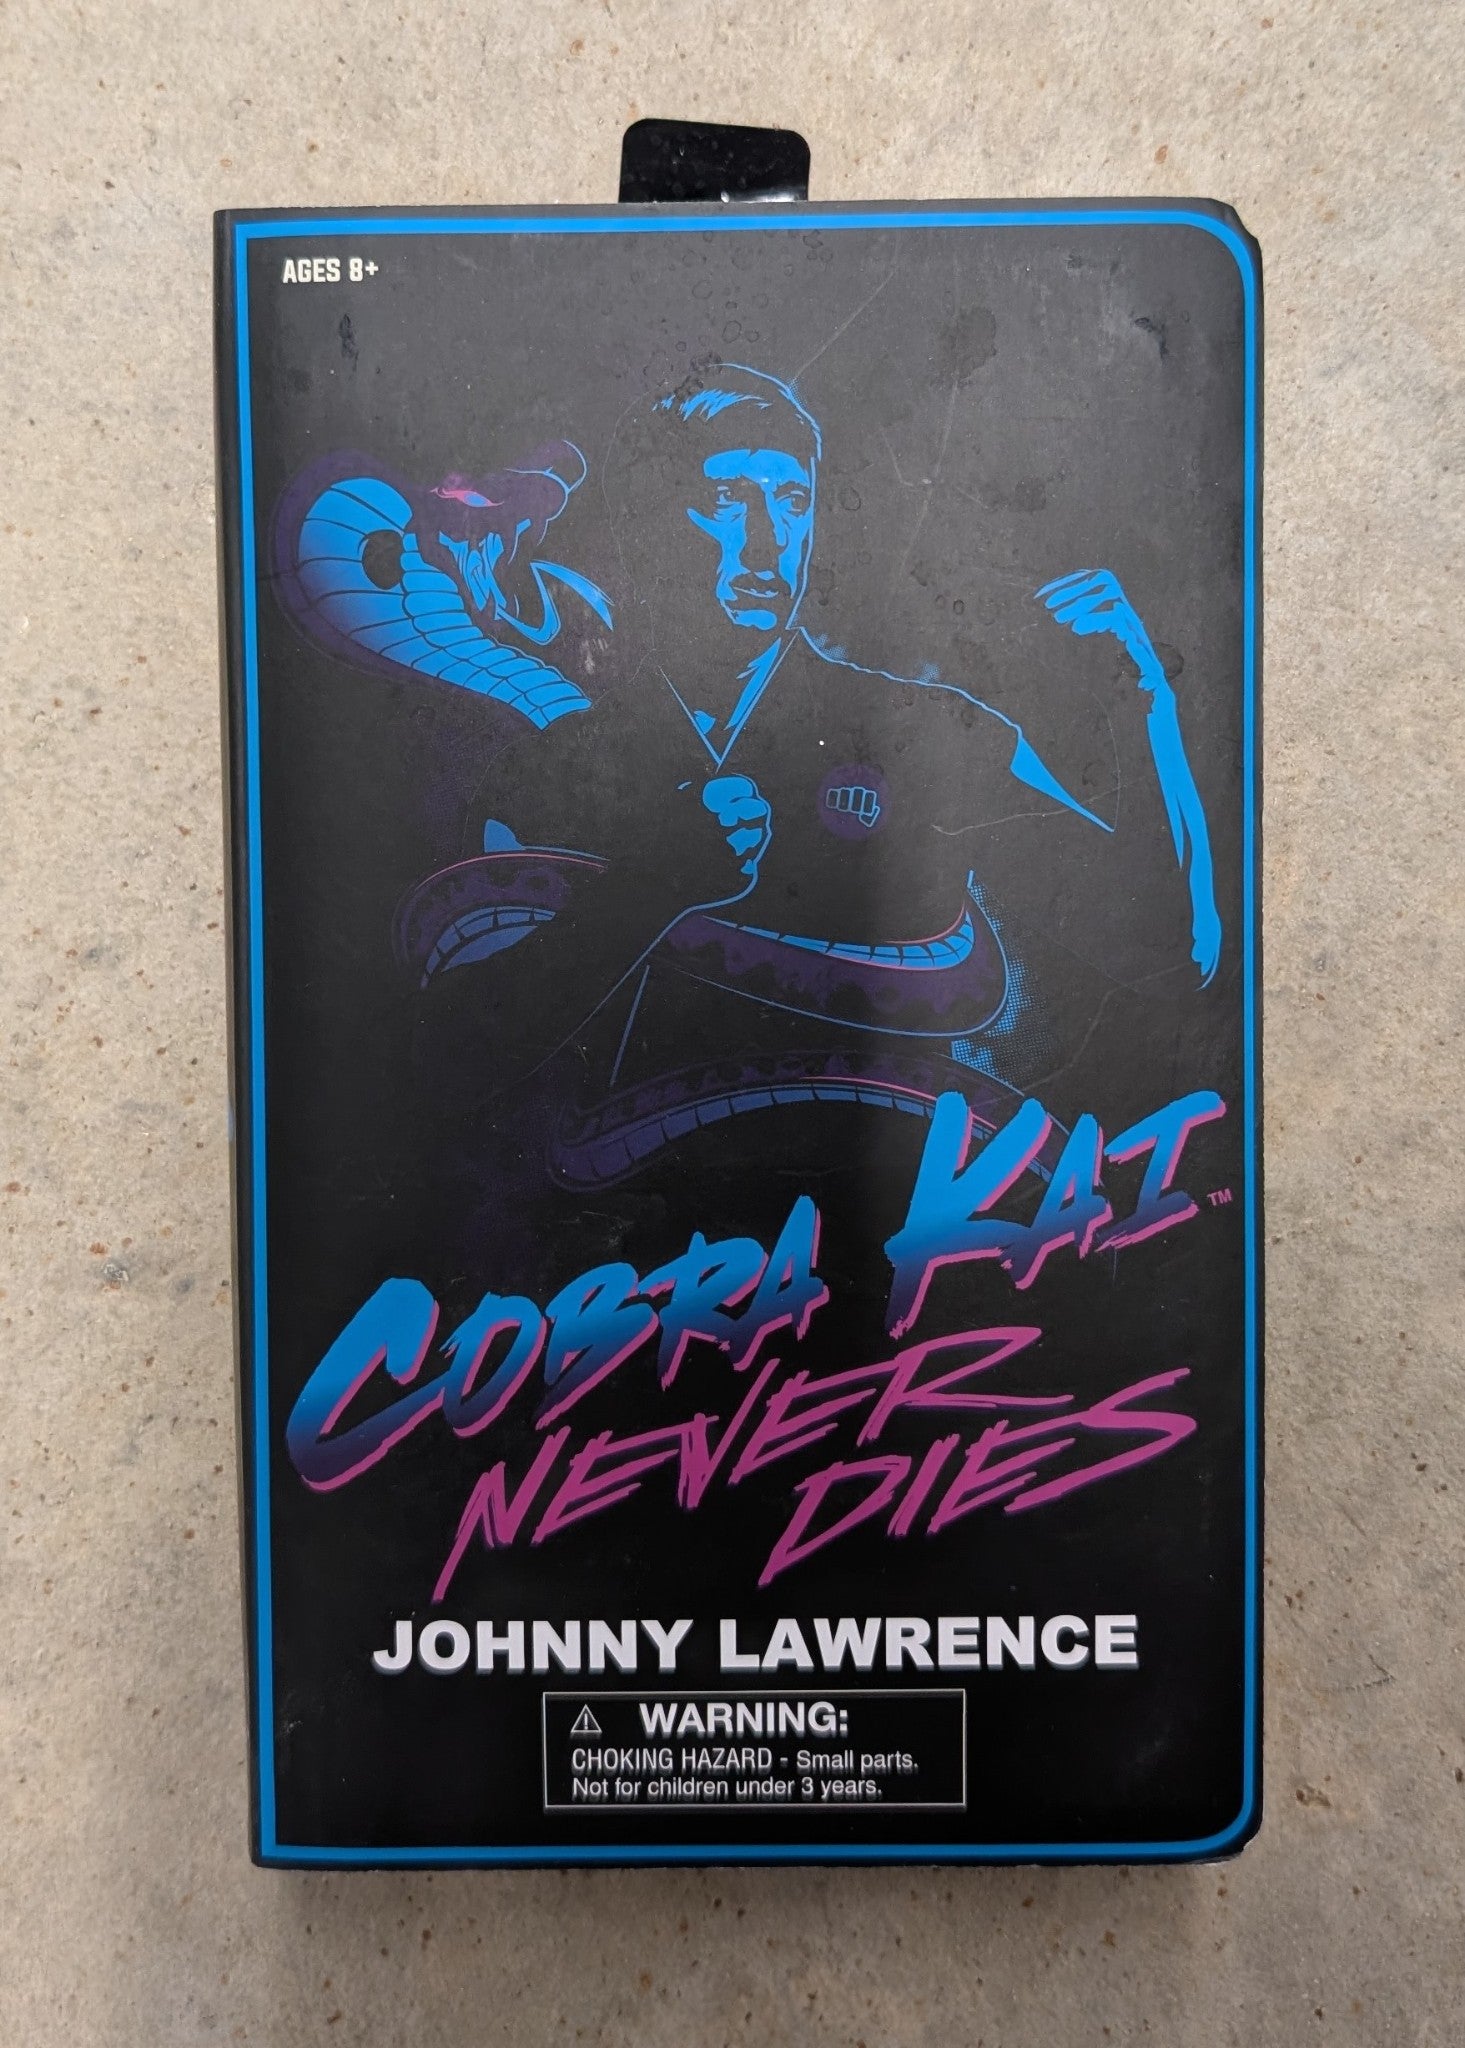 AGES 8+
COBRA KAI™
NEVER
DIES
JOHNNY LAWRENCE
⚠ WARNING:
CHOKING HAZARD - Small parts.
Not for children under 3 years.